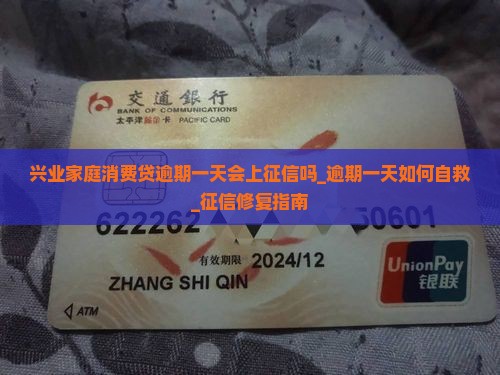 交通銀行
BANK OF COMMUNICATIONS
太平洋 卡 PACIFIC CARD
兴业家庭消费贷逾期一天会上征信吗_逾期一天如何自救
_征信修复指南
622262 60601
有效期限 2024/12
ZHANG SHI QIN
UnionPay
银联
ATM